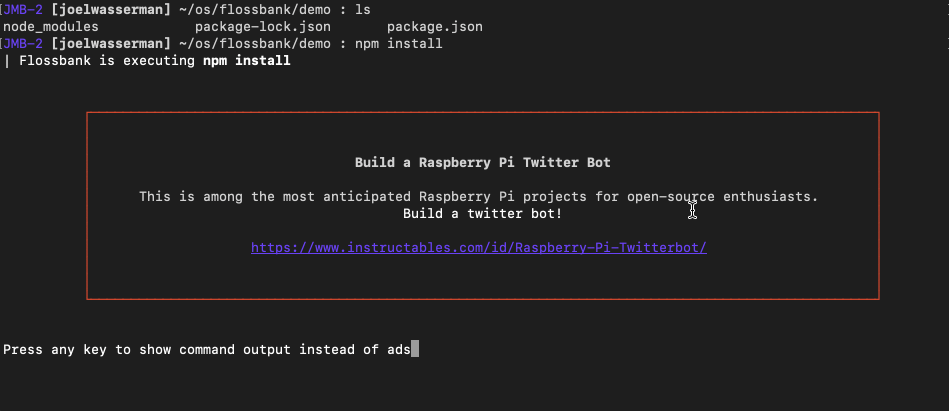 [JMB-2 [joelwasserman] ~/os/flossbank/demo : ls
node_modules            package-lock.json       package.json
[JMB-2 [joelwasserman] ~/os/flossbank/demo : npm install
| Flossbank is executing npm install
Build a Raspberry Pi Twitter Bot
This is among the most anticipated Raspberry Pi projects for open-source enthusiasts.
Build a twitter bot!
https://www.instructables.com/id/Raspberry-Pi-Twitterbot/
Press any key to show command output instead of ads